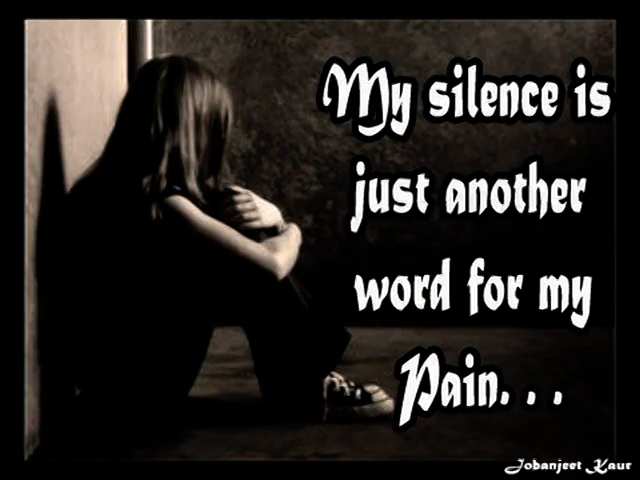 My silence is
just another
word for my
Pain. . .
Jobanjeet Kaur